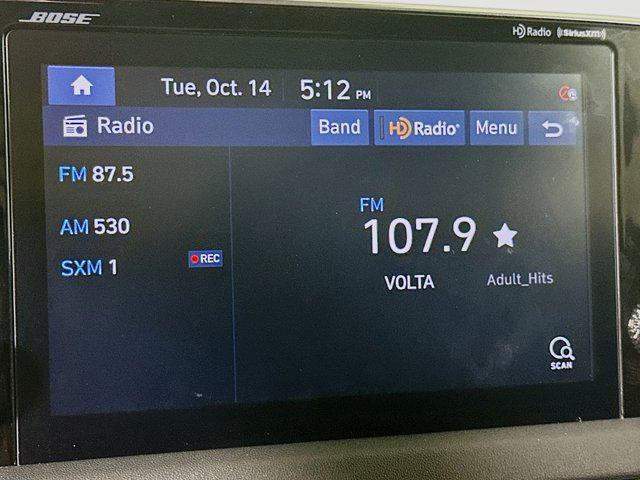 BOSE
HD Radio ((SiriusXM))
Tue, Oct. 14 5:12 PM
Radio Band HD Radio® Menu
FM 87.5
AM 530
SXM 1 REC
FM
107.9
VOLTA Adult_Hits
SCAN